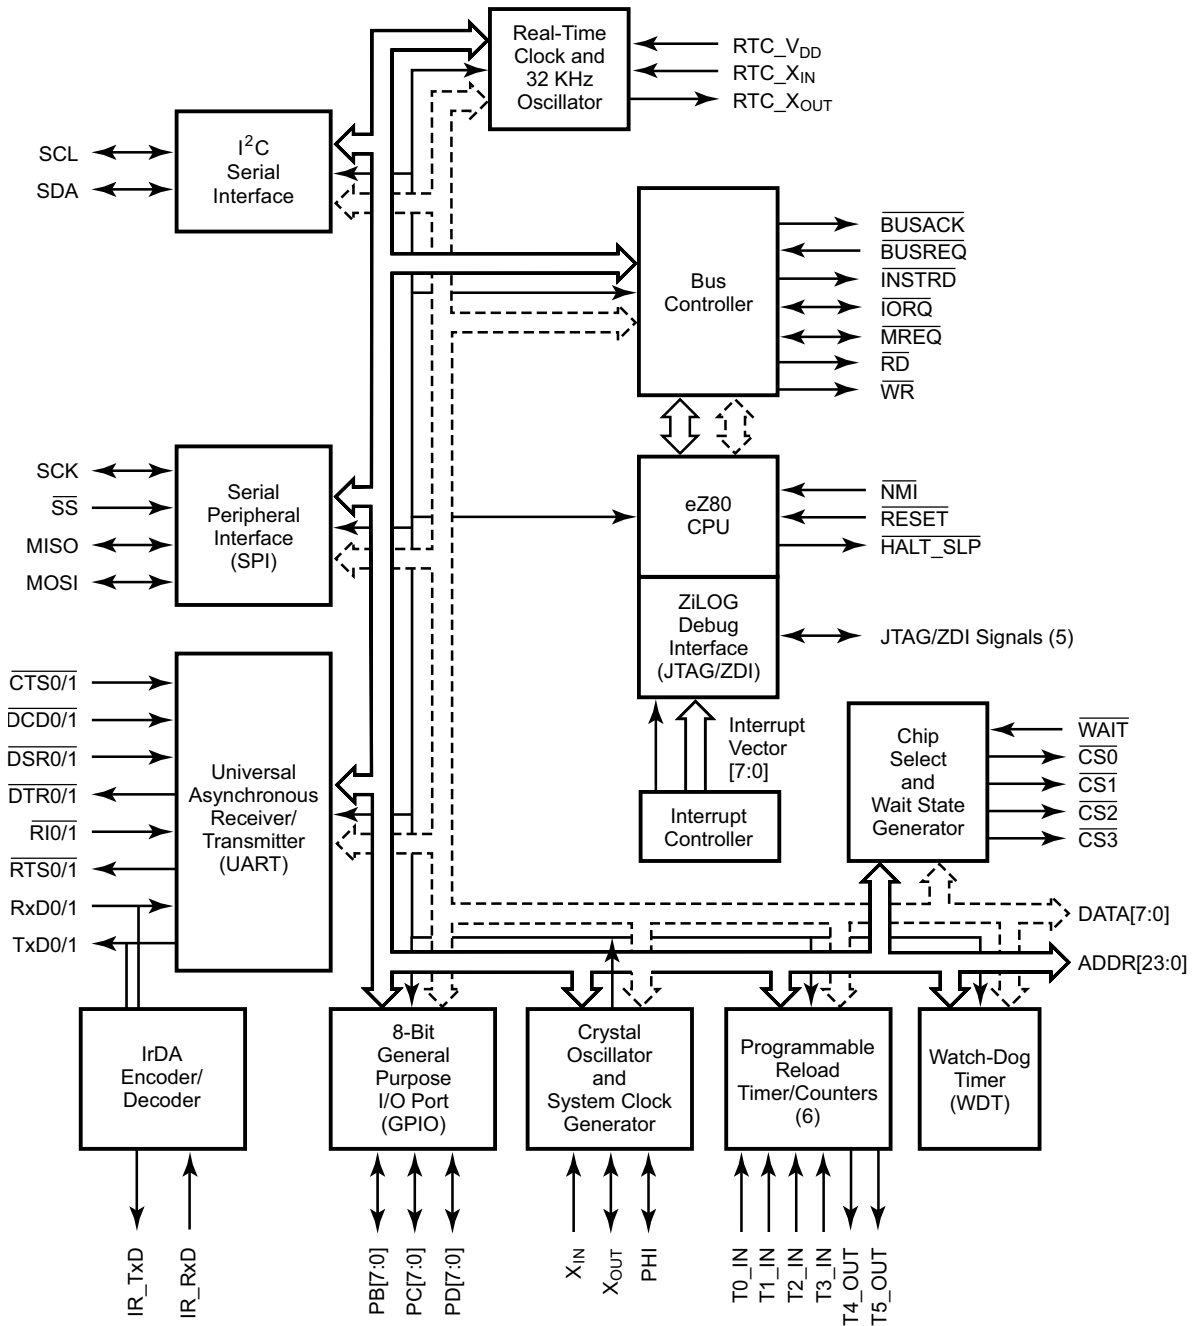 Real-Time
Clock and
32 KHz
Oscillator
RTC_VDD
RTC_XIN
RTC_XOUT
SCL
SDA
I2C
Serial
Interface
Bus
Controller
BUSACK
BUSREQ
INSTRD
IORQ
MREQ
RD
WR
SCK
SS
MISO
MOSI
Serial
Peripheral
Interface
(SPI)
eZ80
CPU
NMI
RESET
HALT_SLP
ZiLOG
Debug
Interface
(JTAG/ZDI)
JTAG/ZDI Signals (5)
CTS0/1
DCD0/1
DSR0/1
DTR0/1
RI0/1
RTS0/1
RxD0/1
TxD0/1
Universal
Asynchronous
Receiver/
Transmitter
(UART)
Interrupt
Vector
[7:0]
Interrupt
Controller
Chip
Select
and
Wait State
Generator
WAIT
CS0
CS1
CS2
CS3
DATA[7:0]
ADDR[23:0]
IrDA
Encoder/
Decoder
8-Bit
General
Purpose
I/O Port
(GPIO)
Crystal
Oscillator
and
System Clock
Generator
Programmable
Reload
Timer/Counters
(6)
Watch-Dog
Timer
(WDT)
IR_TxD
IR_RxD
PB[7:0]
PC[7:0]
PD[7:0]
XIN
XOUT
PHI
T0_IN
T1_IN
T2_IN
T3_IN
T4_OUT
T5_OUT